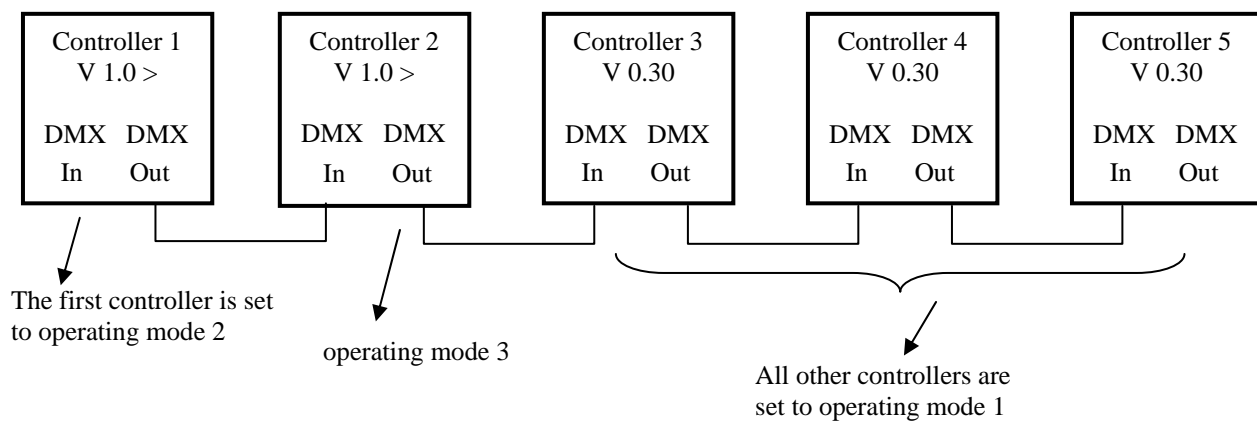 Controller 1
V 1.0 >
DMX DMX
In Out
Controller 2
V 1.0 >
DMX DMX
In Out
Controller 3
V 0.30
DMX DMX
In Out
Controller 4
V 0.30
DMX DMX
In Out
Controller 5
V 0.30
DMX DMX
In Out
The first controller is set
to operating mode 2
operating mode 3
All other controllers are
set to operating mode 1